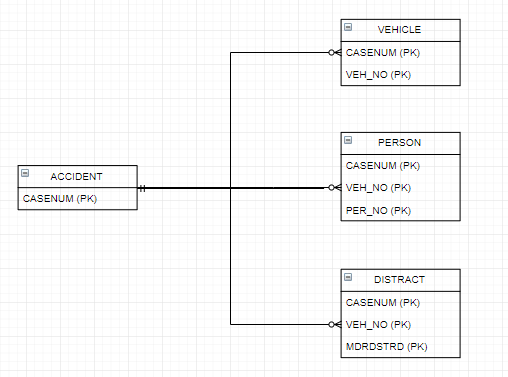 VEHICLE
CASENUM (PK)
VEH_NO (PK)
PERSON
CASENUM (PK)
VEH_NO (PK)
PER_NO (PK)
ACCIDENT
CASENUM (PK)
DISTRACT
CASENUM (PK)
VEH_NO (PK)
MDRDSTRD (PK)